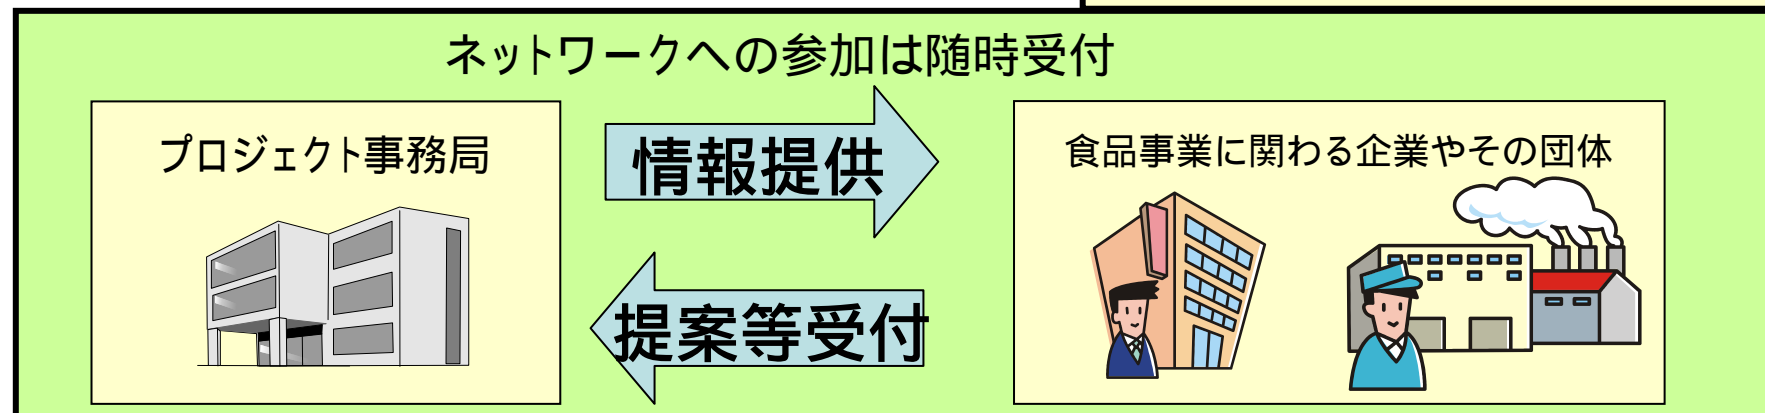 ネットワークへの参加は随時受付
プロジェクト事務局
情報提供
食品事業に関わる企業やその団体
提案等受付